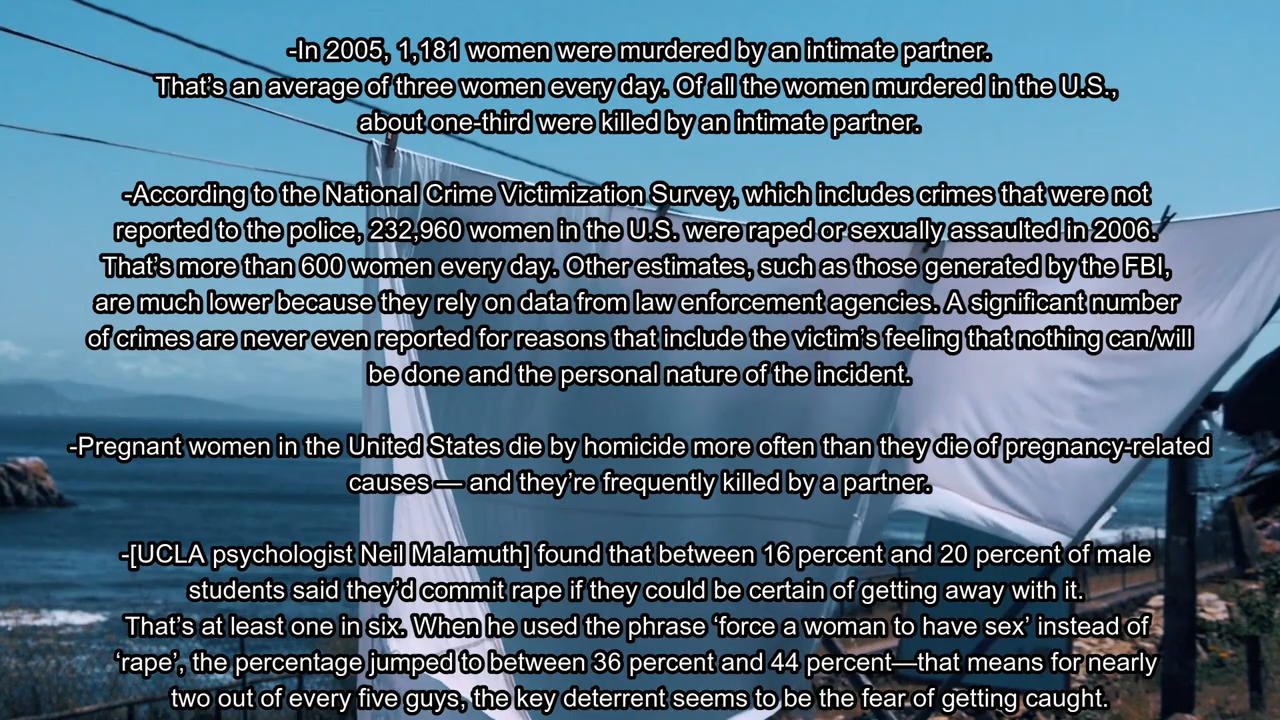 -In 2005, 1,181 women were murdered by an intimate partner.
That's an average of three women every day. Of all the women murdered in the U.S.,
about one-third were killed by an intimate partner.
-According to the National Crime Victimization Survey, which includes crimes that were not
reported to the police, 232,960 women in the U.S. were raped or sexually assaulted in 2006.
That's more than 600 women every day. Other estimates, such as those generated by the FBI,
are much lower because they rely on data from law enforcement agencies. A significant number
of crimes are never even reported for reasons that include the victim's feeling that nothing can/will
be done and the personal nature of the incident.
-Pregnant women in the United States die by homicide more often than they die of pregnancy-related
causes — and they're frequently killed by a partner.
-[UCLA psychologist Neil Malamuth] found that between 16 percent and 20 percent of male
students said they'd commit rape if they could be certain of getting away with it.
That's at least one in six. When he used the phrase 'force a woman to have sex' instead of
'rape', the percentage jumped to between 36 percent and 44 percent—that means for nearly
two out of every five guys, the key deterrent seems to be the fear of getting caught.